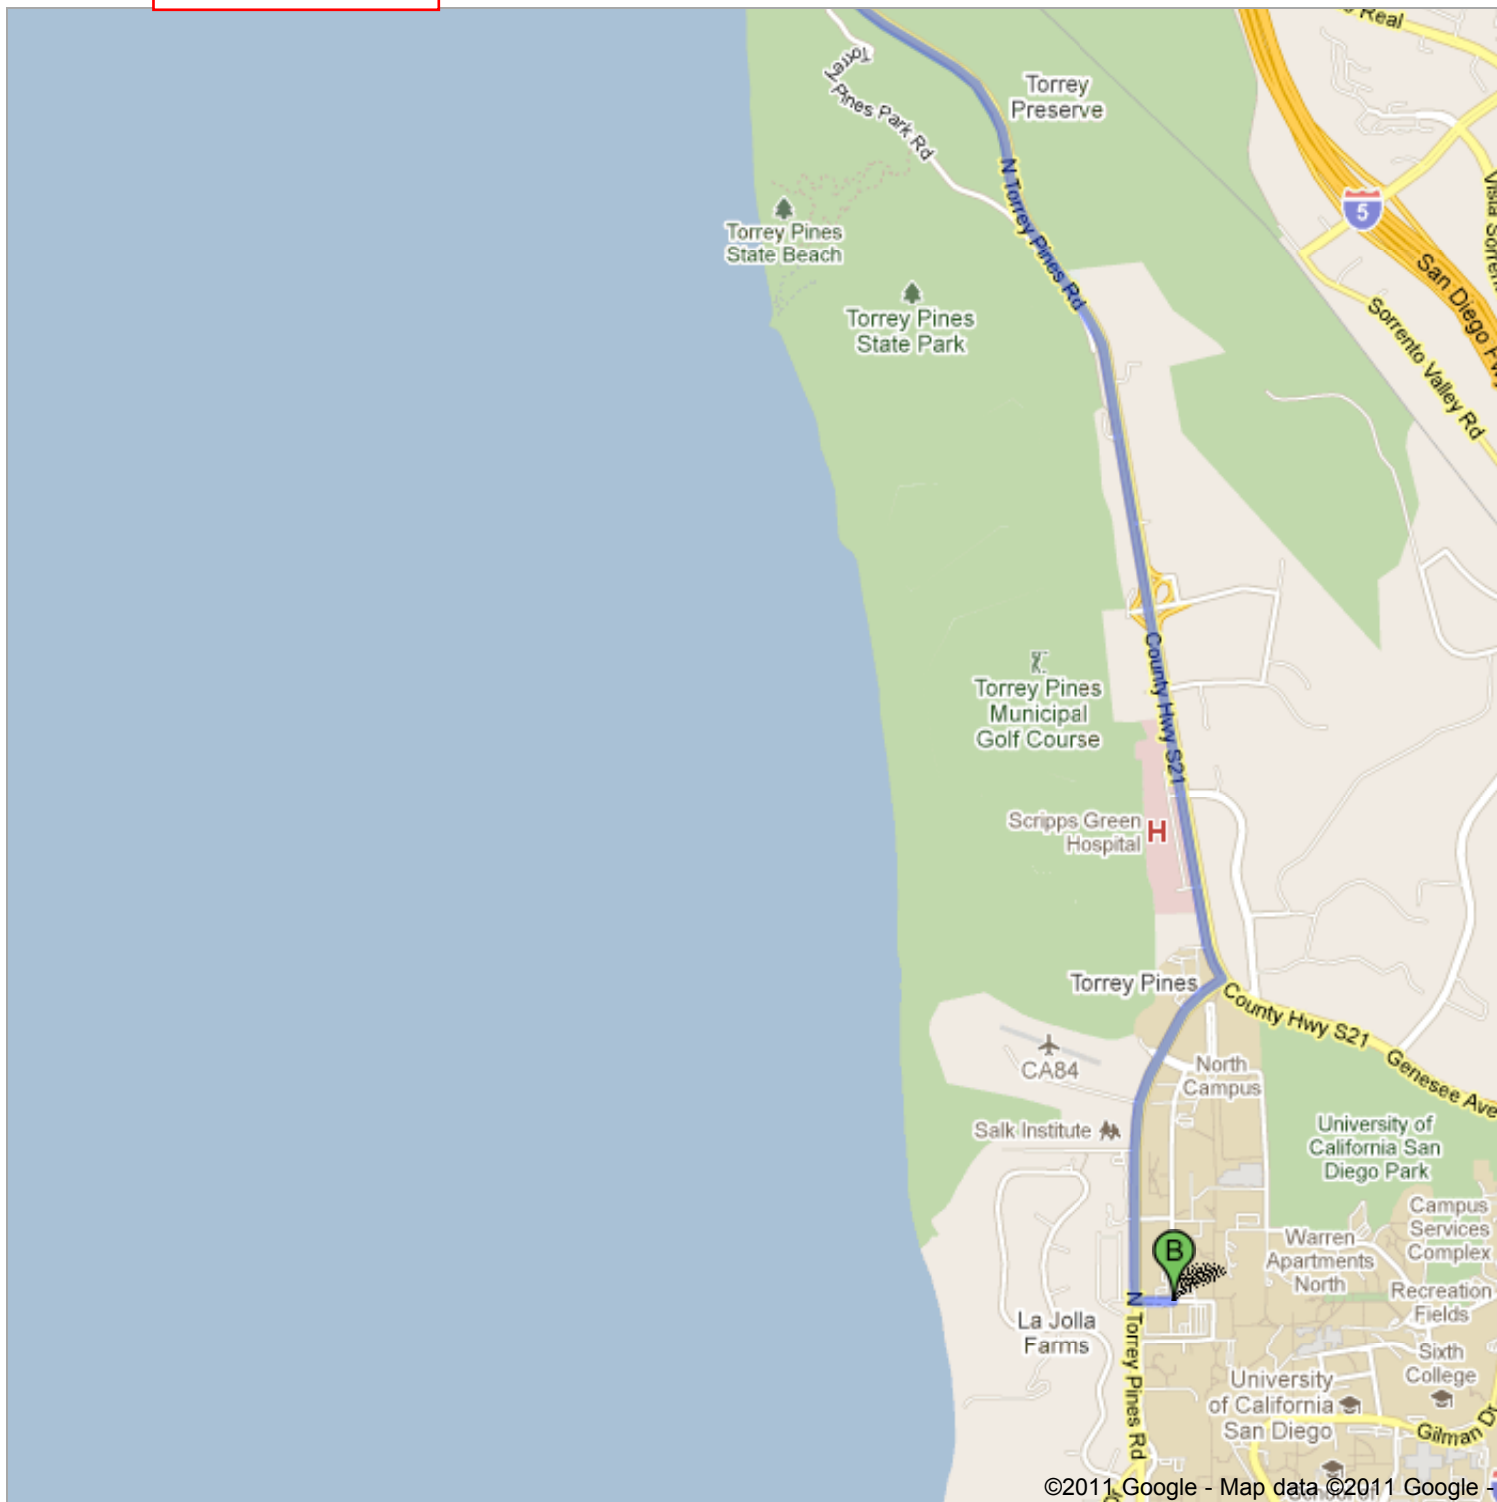 Real
Torrey
Preserve
Torrey
Pines Park Rd
N Torrey Pines Rd
5
San Diego Fwy
Sorrento Valley Rd
Torrey Pines
State Beach
Torrey Pines
State Park
Torrey Pines
Municipal
Golf Course
County Hwy S21
Scripps Green
Hospital
H
Torrey Pines
County Hwy S21
Genesee Ave
CA84
North
Campus
Salk Institute
University of
California San
Diego Park
Campus
Services
Complex
Warren
Apartments
North
B
Recreation
Fields
La Jolla
Farms
N Torrey Pines Rd
Sixth
College
University
of California
San Diego
Gilman Dr
School of
©2011 Google - Map data ©2011 Google -